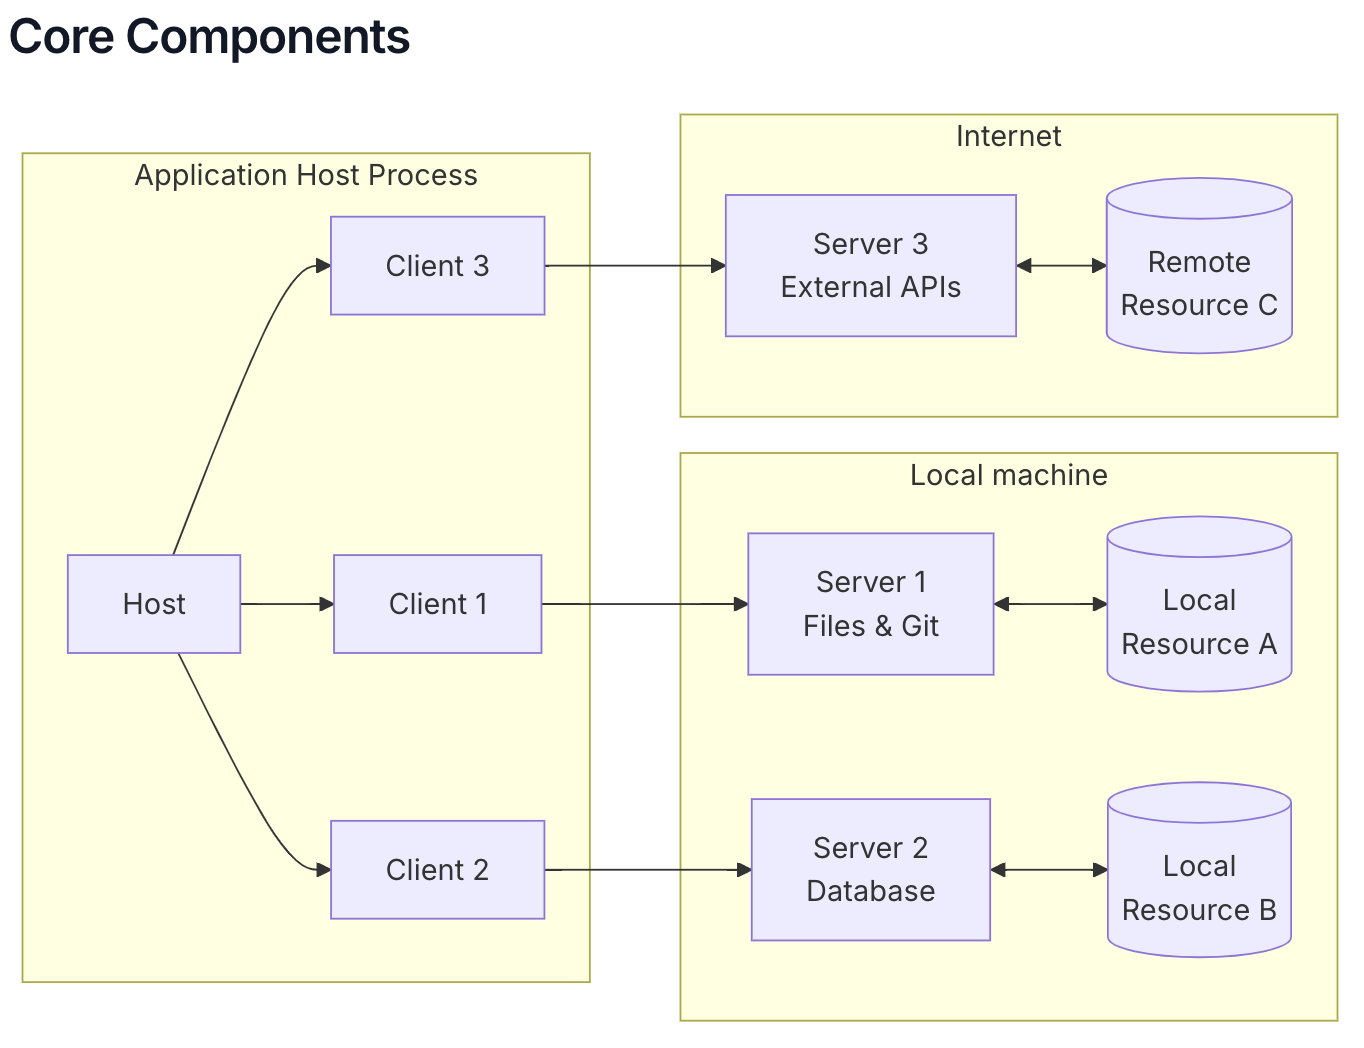 Core Components
Application Host Process
Client 3
Host
Client 1
Client 2
Internet
Server 3
External APIs
Remote
Resource C
Local machine
Server 1
Files & Git
Local
Resource A
Server 2
Database
Local
Resource B